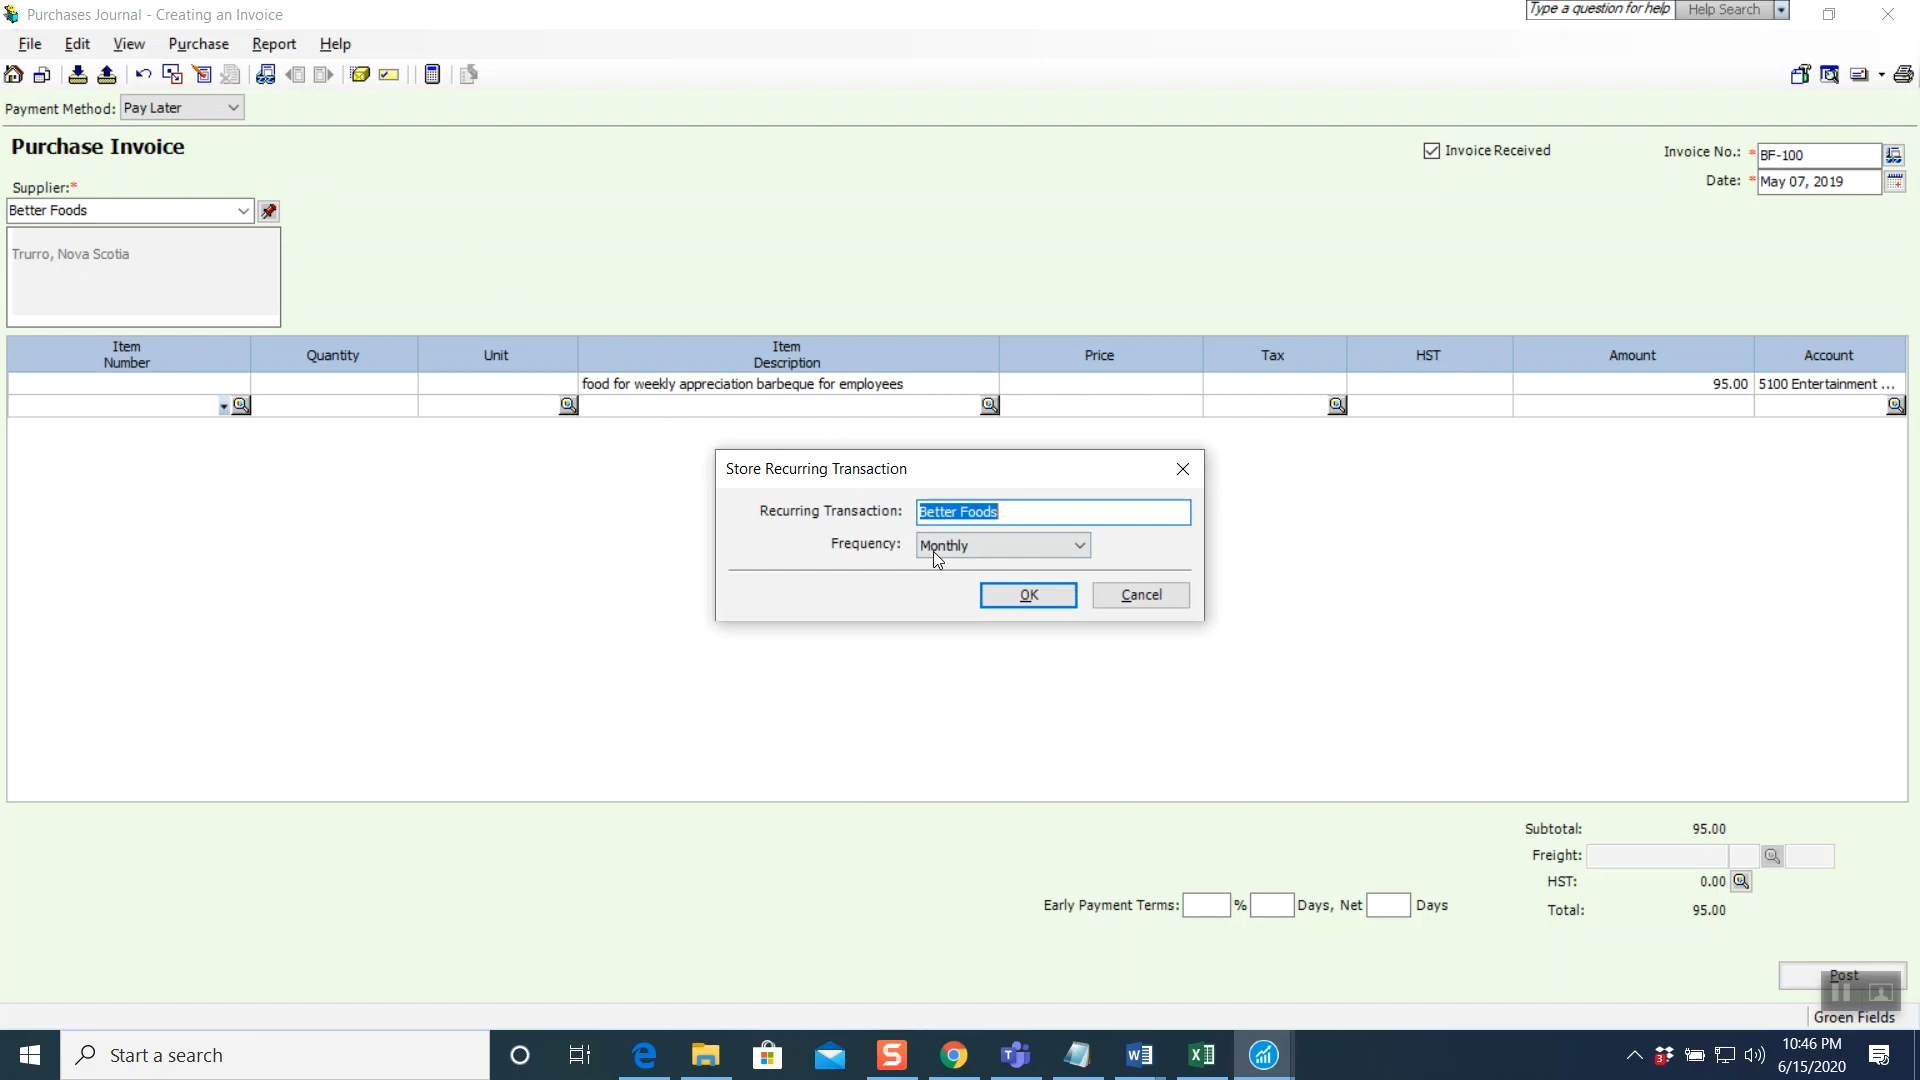 Purchases Journal - Creating an Invoice
Type a question for help
Help Search
File Edit View Purchase Report Help
Payment Method: Pay Later
Purchase Invoice
Invoice Received
Invoice No.: * BF-100
Date: * May 07, 2019
Supplier:*
Better Foods
Trurro, Nova Scotia
Item Number Quantity Unit Item Description Price Tax HST Amount Account
food for weekly appreciation barbeque for employees 95.00 5100 Entertainment ...
Store Recurring Transaction
Recurring Transaction: Better Foods
Frequency: Monthly
OK Cancel
Subtotal: 95.00
Freight:
HST: 0.00
Early Payment Terms: % Days, Net Days
Total: 95.00
Post
Groen Fields
Start a search
10:46 PM
6/15/2020